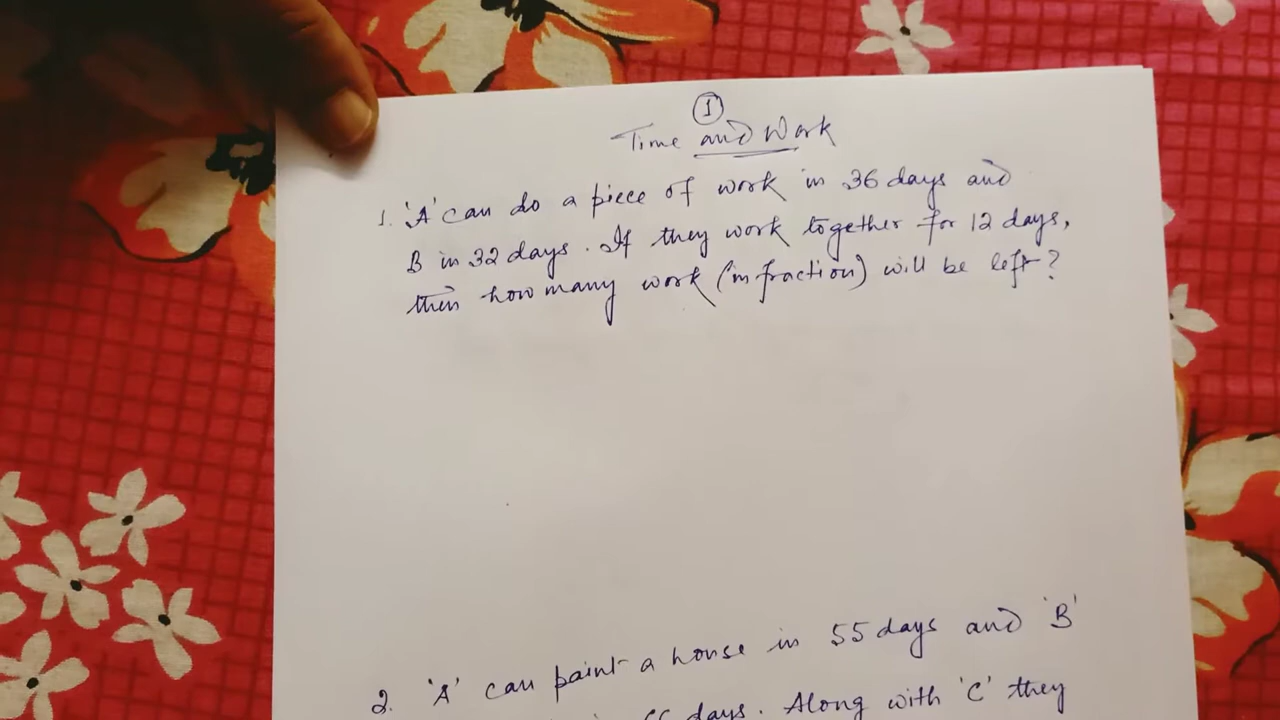 1
Time and Work
1. 'A' can do a piece of work in 36 days and
B in 32 days. If they work together for 12 days,
then how many work (in fraction) will be left?
2. 'A' can paint a house in 55 days and 'B'
days. Along with 'C' they